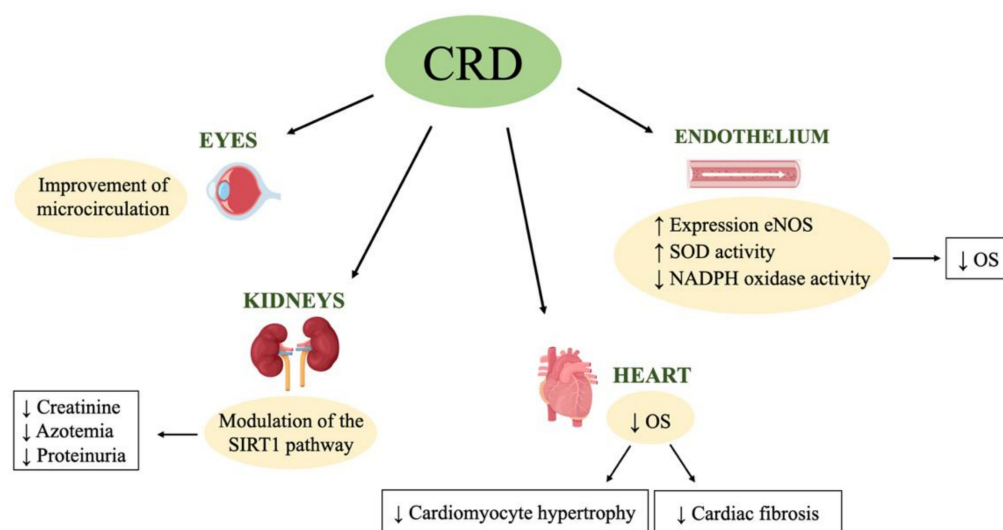 CRD
EYES
Improvement of
microcirculation
ENDOTHELIUM
↑ Expression eNOS
↑ SOD activity
↓ NADPH oxidase activity
↓ OS
KIDNEYS
Modulation of the
SIRT1 pathway
↓ Creatinine
↓ Azotemia
↓ Proteinuria
HEART
↓ OS
↓ Cardiomyocyte hypertrophy
↓ Cardiac fibrosis